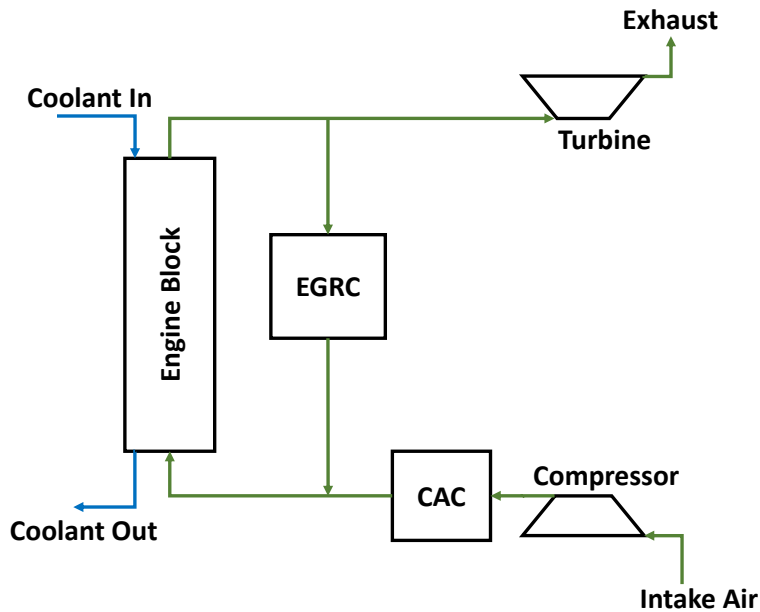 Exhaust
Coolant In
Turbine
Engine Block
EGRC
Compressor
CAC
Coolant Out
Intake Air